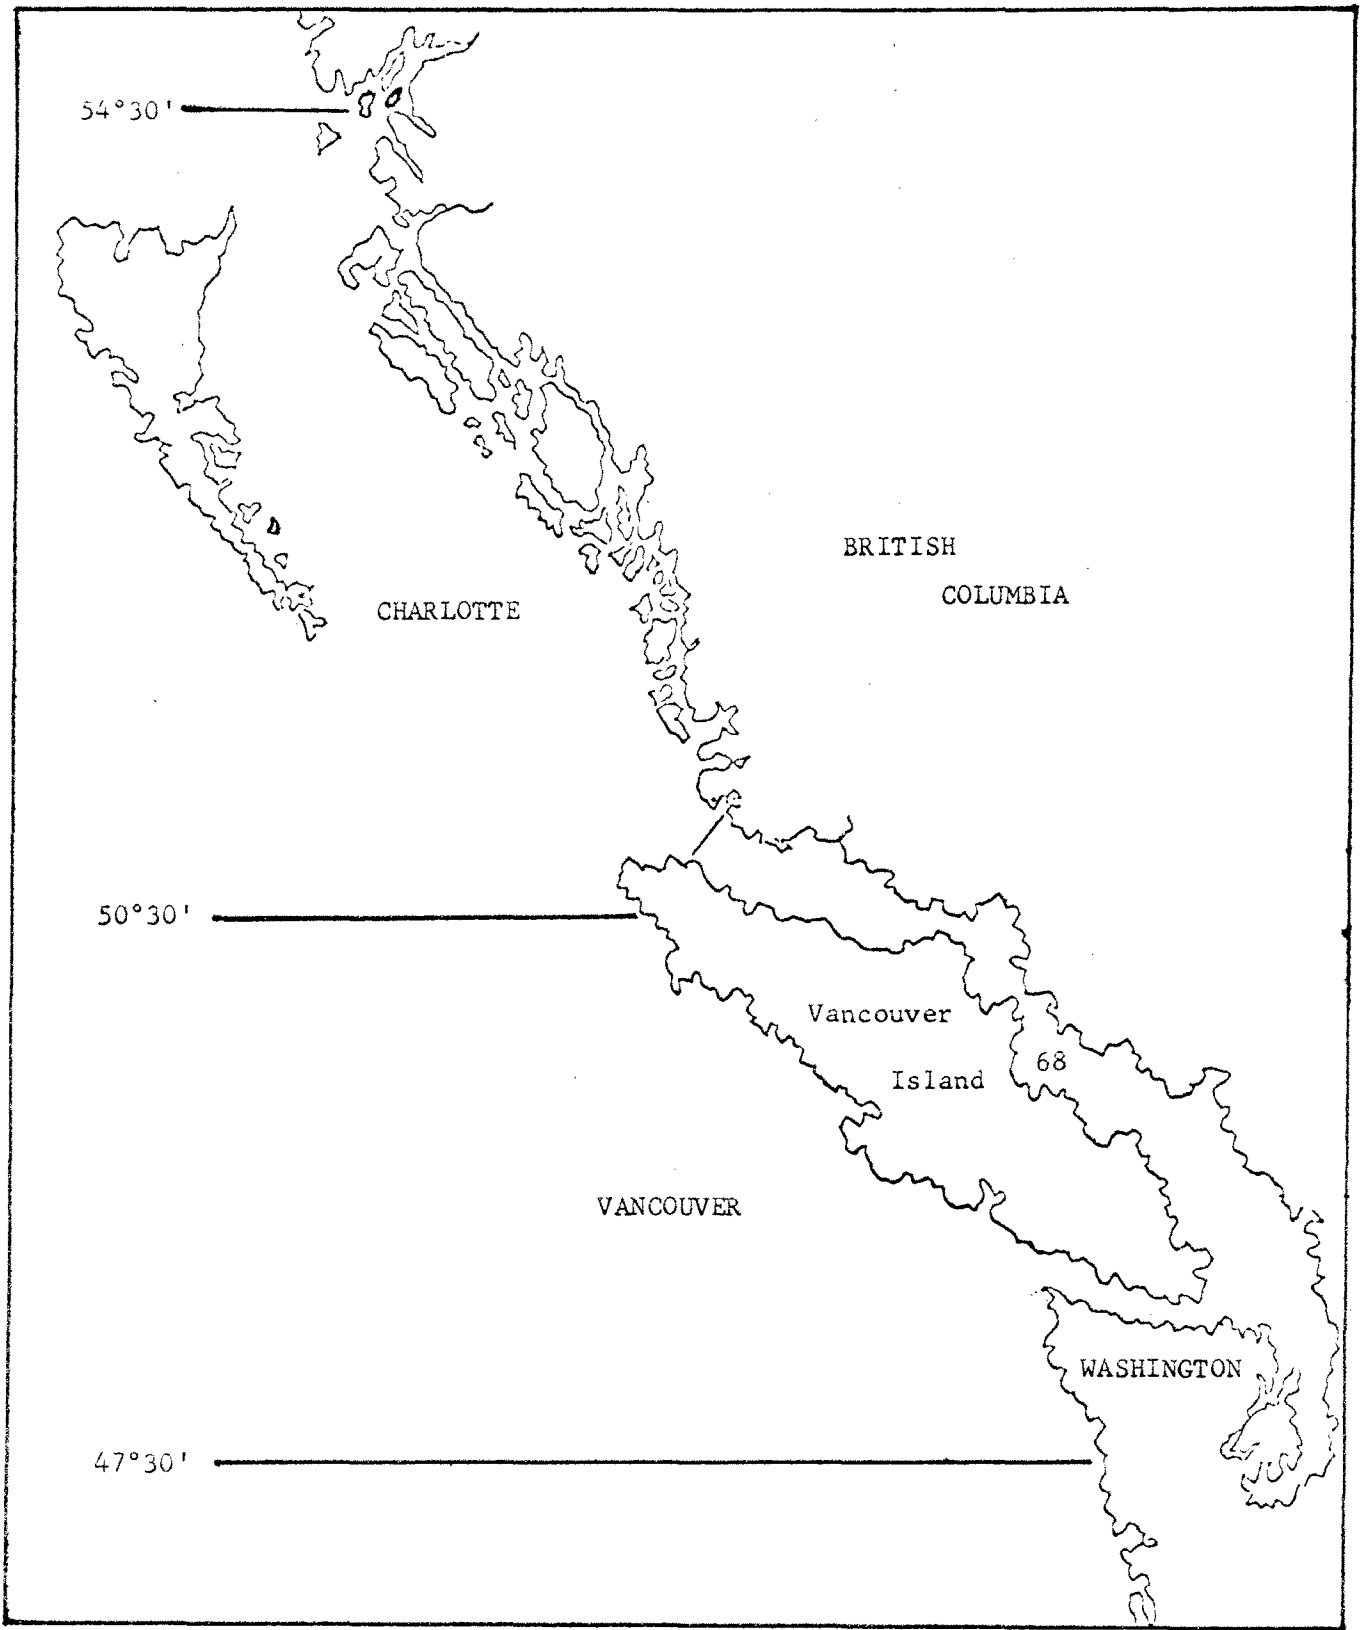 54°30'
BRITISH
COLUMBIA
CHARLOTTE
50°30'
Vancouver
Island
68
VANCOUVER
WASHINGTON
47°30'